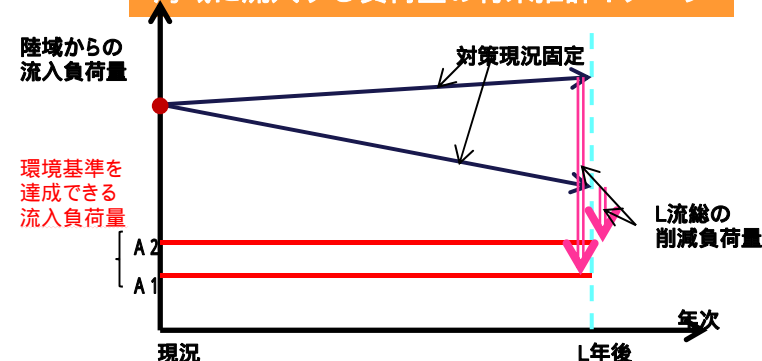 陸域からの
流入負荷量
対策現況固定
環境基準を
達成できる
流入負荷量
L流総の
削減負荷量
A2
A1
年次
現況
L年後